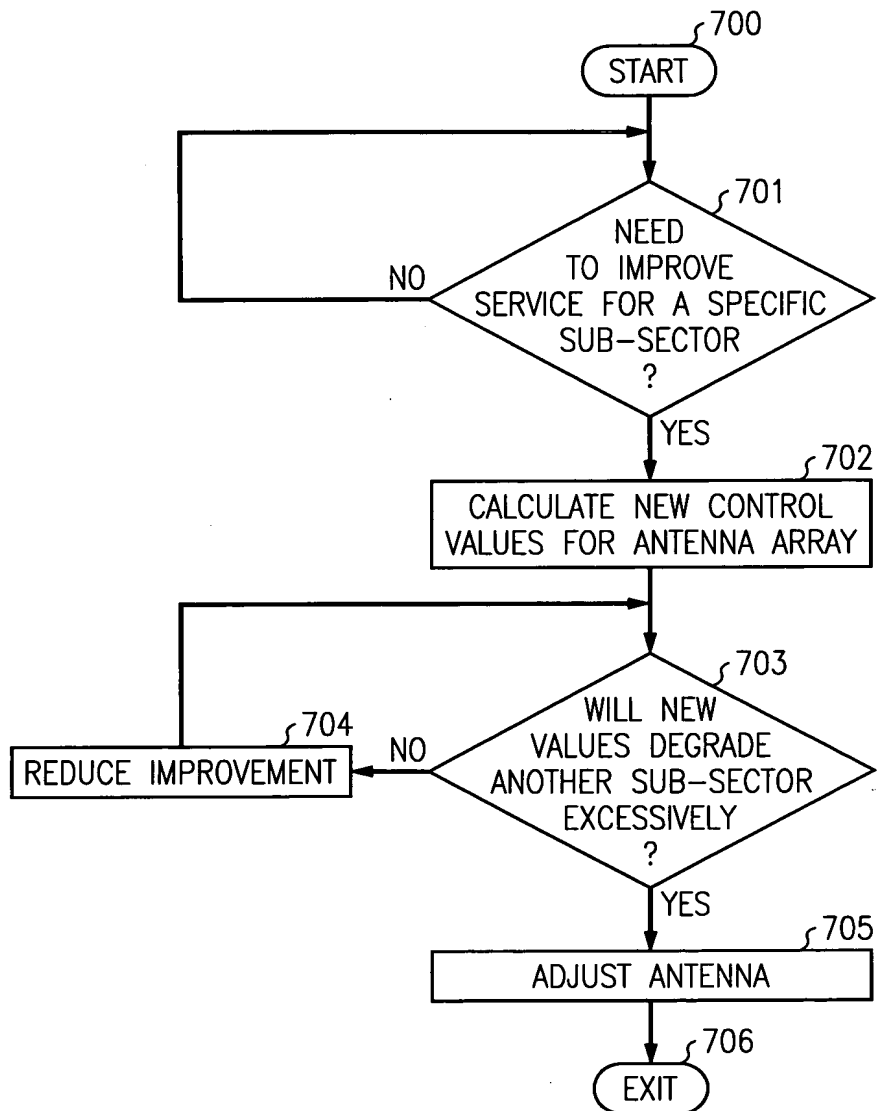 700
START
701
NEED
TO IMPROVE
SERVICE FOR A SPECIFIC
SUB-SECTOR
?
NO
YES
702
CALCULATE NEW CONTROL
VALUES FOR ANTENNA ARRAY
703
WILL NEW
VALUES DEGRADE
ANOTHER SUB-SECTOR
EXCESSIVELY
?
704
NO
REDUCE IMPROVEMENT
YES
705
ADJUST ANTENNA
706
EXIT